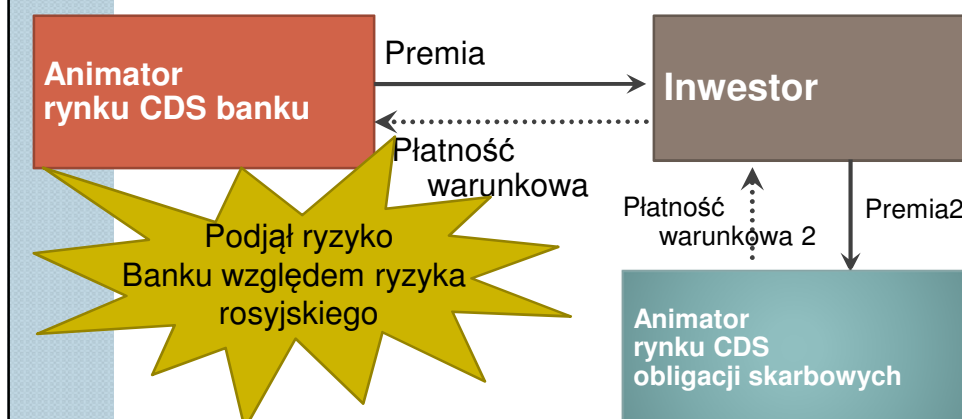 Animator
rynku CDS banku
Premia
Inwestor
Płatność
warunkowa
Podjął ryzyko
Banku względem ryzyka
rosyjskiego
Płatność
warunkowa 2
Premia2
Animator
rynku CDS
obligacji skarbowych